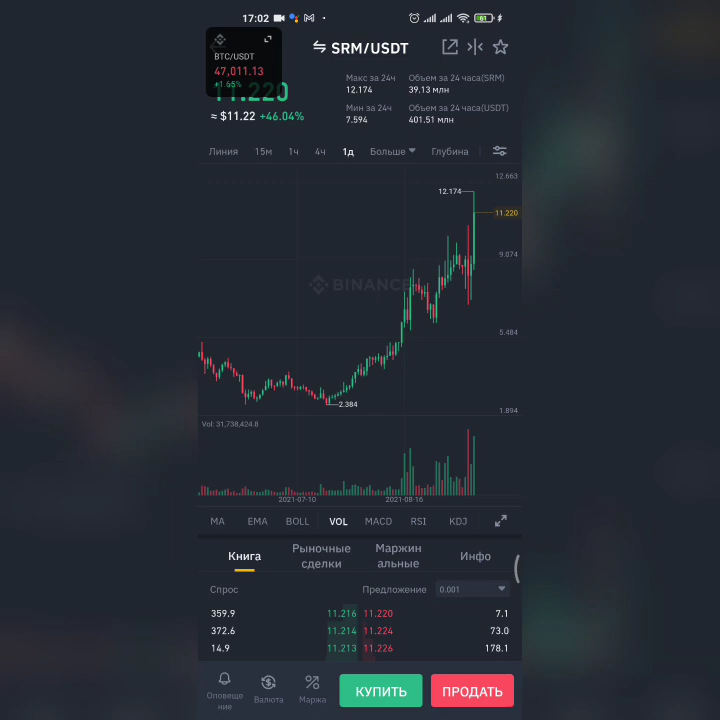 17:02
61
BTC/USDT
47,011.13
+1.65%
SRM/USDT
11.220
≈ $11.22 +46.04%
Макс за 24ч
12.174
Объем за 24 часа(SRM)
39.13 млн
Мин за 24ч
7.594
Объем за 24 часа(USDT)
401.51 млн
Линия 15м 1ч 4ч 1д Больше Глубина
12.663
12.174
11.220
9.074
BINANCE
5.484
2.384
1.894
Vol: 31,738,424.8
2021-07-10 2021-08-16
MA EMA BOLL VOL MACD RSI KDJ
Книга
Рыночные
сделки
Маржин
альные
Инфо
Спрос Предложение 0.001
359.9 11.216 11.220 7.1
372.6 11.214 11.224 73.0
14.9 11.213 11.226 178.1
Оповеще
ние
Валюта
Маржа
КУПИТЬ
ПРОДАТЬ